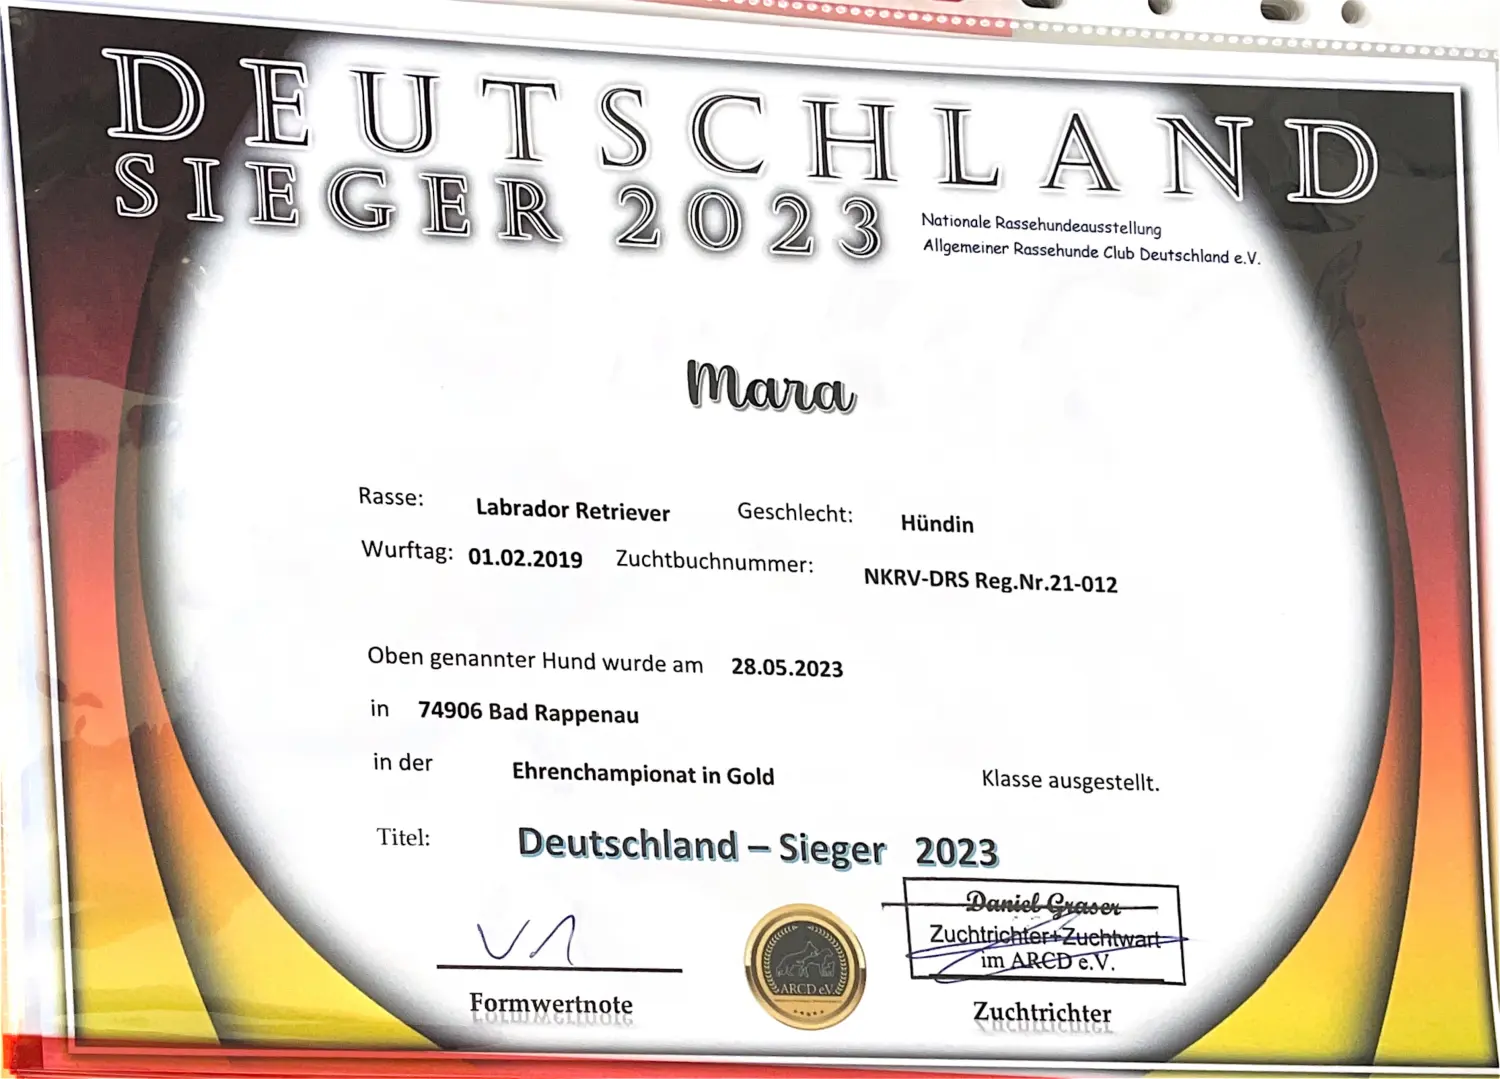 DEUTSCHLAND
SIEGER 2023
Nationale Rassehundeausstellung
Allgemeiner Rassehunde Club Deutschland e.V.
Mara
Rasse: Labrador Retriever Geschlecht: Hündin
Wurftag: 01.02.2019 Zuchtbuchnummer: NKRV-DRS Reg.Nr.21-012
Oben genannter Hund wurde am 28.05.2023
in 74906 Bad Rappenau
in der Ehrenchampionat in Gold Klasse ausgestellt.
Titel: Deutschland – Sieger 2023
Daniel Graser
Zuchtrichter+Zuchtwart
im ARCD e.V.
V1
ARCD e.V.
Formwertnote
Zuchtrichter